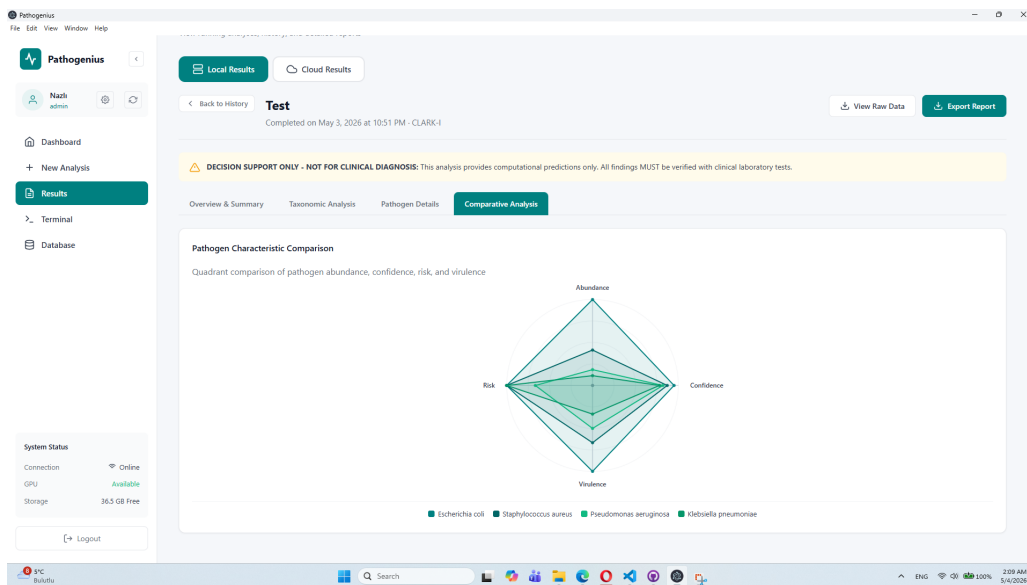 Pathogenius
File Edit View Window Help
Pathogenius
Nazlı
admin
Dashboard
New Analysis
Results
Terminal
Database
System Status
Connection Online
GPU Available
Storage 36.5 GB Free
Logout
Local Results Cloud Results
Back to History
Test
Completed on May 3, 2026 at 10:51 PM - CLARK-I
View Raw Data Export Report
DECISION SUPPORT ONLY - NOT FOR CLINICAL DIAGNOSIS: This analysis provides computational predictions only. All findings MUST be verified with clinical laboratory tests.
Overview & Summary Taxonomic Analysis Pathogen Details Comparative Analysis
Pathogen Characteristic Comparison
Quadrant comparison of pathogen abundance, confidence, risk, and virulence
Abundance
Risk Confidence
Virulence
Escherichia coli Staphylococcus aureus Pseudomonas aeruginosa Klebsiella pneumoniae
8 5°C
Bulutlu
Search
ENG 100% 2:09 AM
5/4/2026